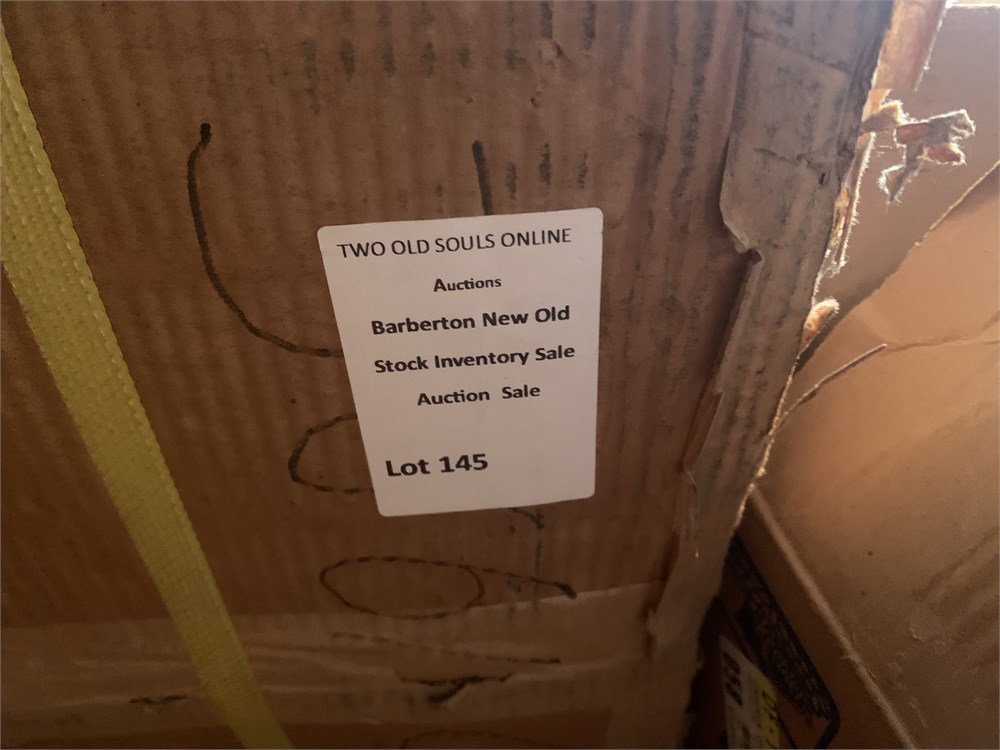 TWO OLD SOULS ONLINE
Auctions
Barberton New Old
Stock Inventory Sale
Auction Sale
Lot 145